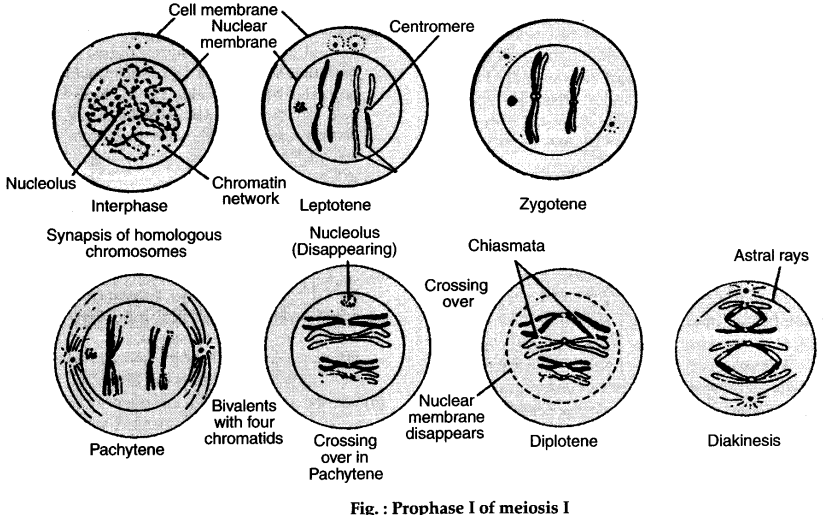 Cell membrane
Nuclear
membrane
Centromere
Nucleolus
Chromatin
network
Interphase
Leptotene
Zygotene
Synapsis of homologous
chromosomes
Nucleolus
(Disappearing)
Chiasmata
Crossing
over
Astral rays
Bivalents
with four
chromatids
Nuclear
membrane
disappears
Pachytene
Crossing
over in
Pachytene
Diplotene
Diakinesis
Fig. : Prophase I of meiosis I